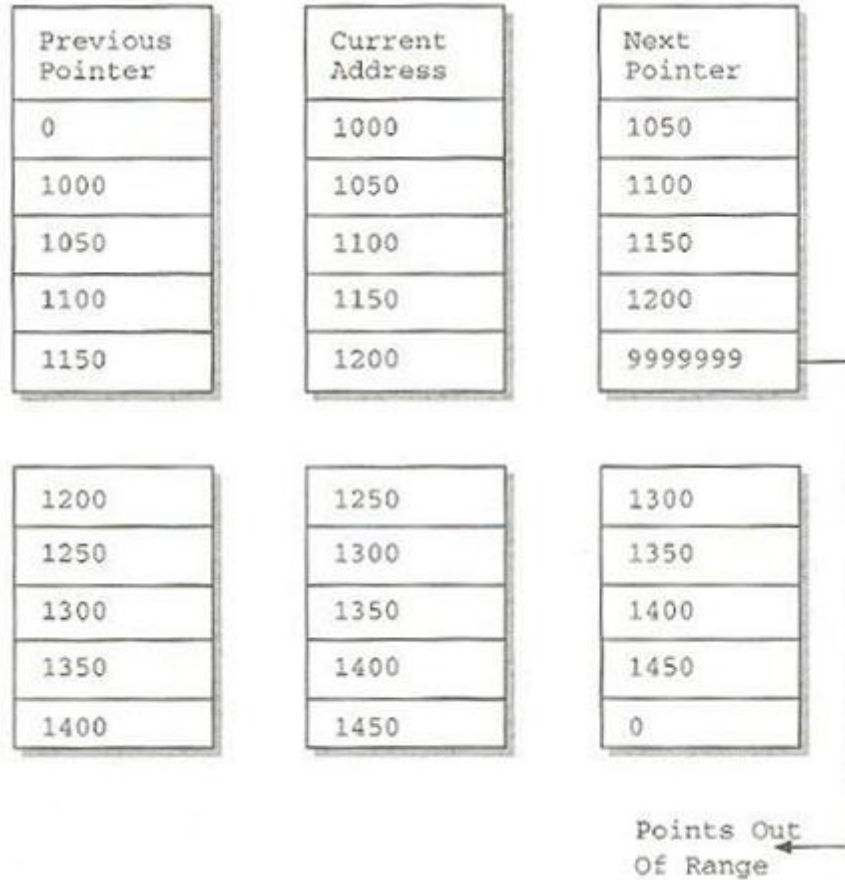 Previous Pointer
Current Address
Next Pointer
0 1000 1050
1000 1050 1100
1050 1100 1150
1100 1150 1200
1150 1200 9999999
1200 1250 1300
1250 1300 1350
1300 1350 1400
1350 1400 1450
1400 1450 0
Points Out
Of Range